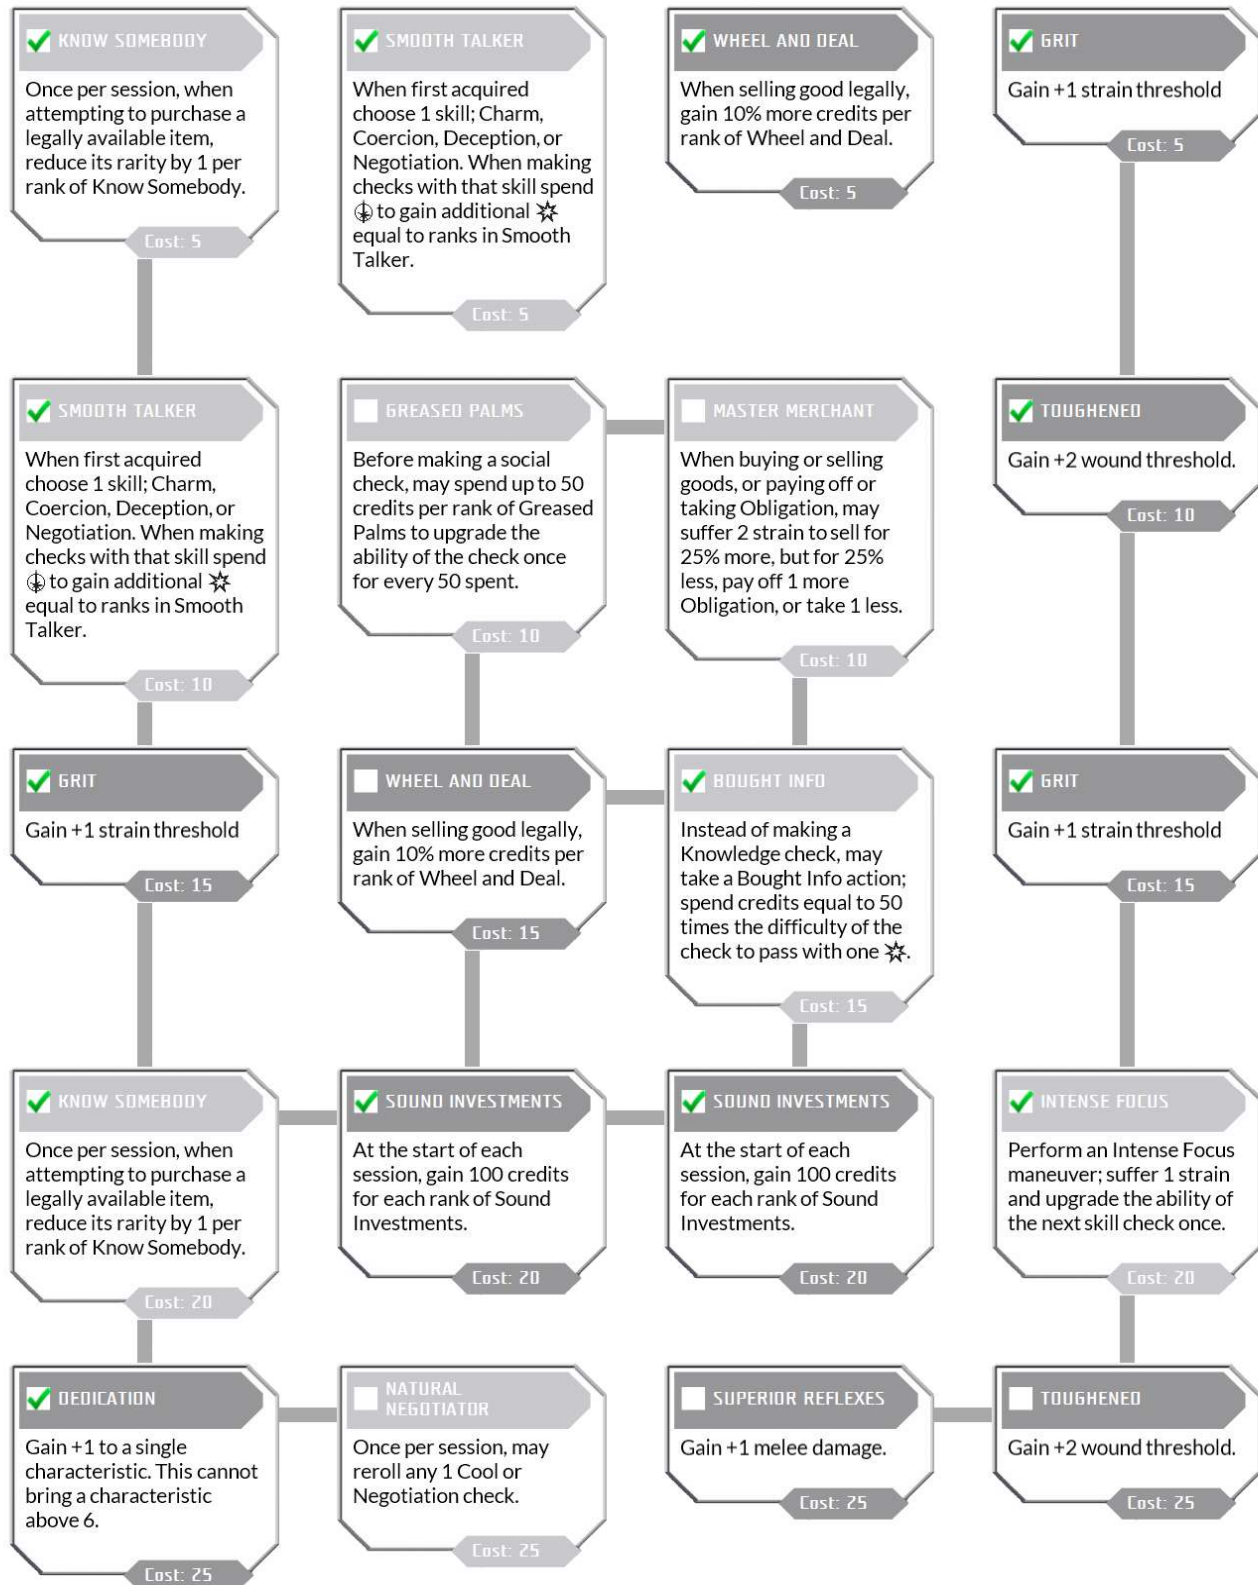 KNOW SOMEBODY
Once per session, when
attempting to purchase a
legally available item,
reduce its rarity by 1 per
rank of Know Somebody.
Cost: 5
SMOOTH TALKER
When first acquired
choose 1 skill; Charm,
Coercion, Deception, or
Negotiation. When making
checks with that skill spend
to gain additional
equal to ranks in Smooth
Talker.
Cost: 5
WHEEL AND DEAL
When selling good legally,
gain 10% more credits per
rank of Wheel and Deal.
Cost: 5
GRIT
Gain +1 strain threshold
Cost: 5
SMOOTH TALKER
When first acquired
choose 1 skill; Charm,
Coercion, Deception, or
Negotiation. When making
checks with that skill spend
to gain additional
equal to ranks in Smooth
Talker.
Cost: 10
GREASED PALMS
Before making a social
check, may spend up to 50
credits per rank of Greased
Palms to upgrade the
ability of the check once
for every 50 spent.
Cost: 10
MASTER MERCHANT
When buying or selling
goods, or paying off or
taking Obligation, may
suffer 2 strain to sell for
25% more, but for 25%
less, pay off 1 more
Obligation, or take 1 less.
Cost: 10
TOUGHENED
Gain +2 wound threshold.
Cost: 10
GRIT
Gain +1 strain threshold
Cost: 15
WHEEL AND DEAL
When selling good legally,
gain 10% more credits per
rank of Wheel and Deal.
Cost: 15
BOUGHT INFO
Instead of making a
Knowledge check, may
take a Bought Info action;
spend credits equal to 50
times the difficulty of the
check to pass with one .
Cost: 15
GRIT
Gain +1 strain threshold
Cost: 15
KNOW SOMEBODY
Once per session, when
attempting to purchase a
legally available item,
reduce its rarity by 1 per
rank of Know Somebody.
Cost: 20
SOUND INVESTMENTS
At the start of each
session, gain 100 credits
for each rank of Sound
Investments.
Cost: 20
SOUND INVESTMENTS
At the start of each
session, gain 100 credits
for each rank of Sound
Investments.
Cost: 20
INTENSE FOCUS
Perform an Intense Focus
maneuver; suffer 1 strain
and upgrade the ability of
the next skill check once.
Cost: 20
DEDICATION
Gain +1 to a single
characteristic. This cannot
bring a characteristic
above 6.
Cost: 25
NATURAL
NEGOTIATOR
Once per session, may
reroll any 1 Cool or
Negotiation check.
Cost: 25
SUPERIOR REFLEXES
Gain +1 melee damage.
Cost: 25
TOUGHENED
Gain +2 wound threshold.
Cost: 25